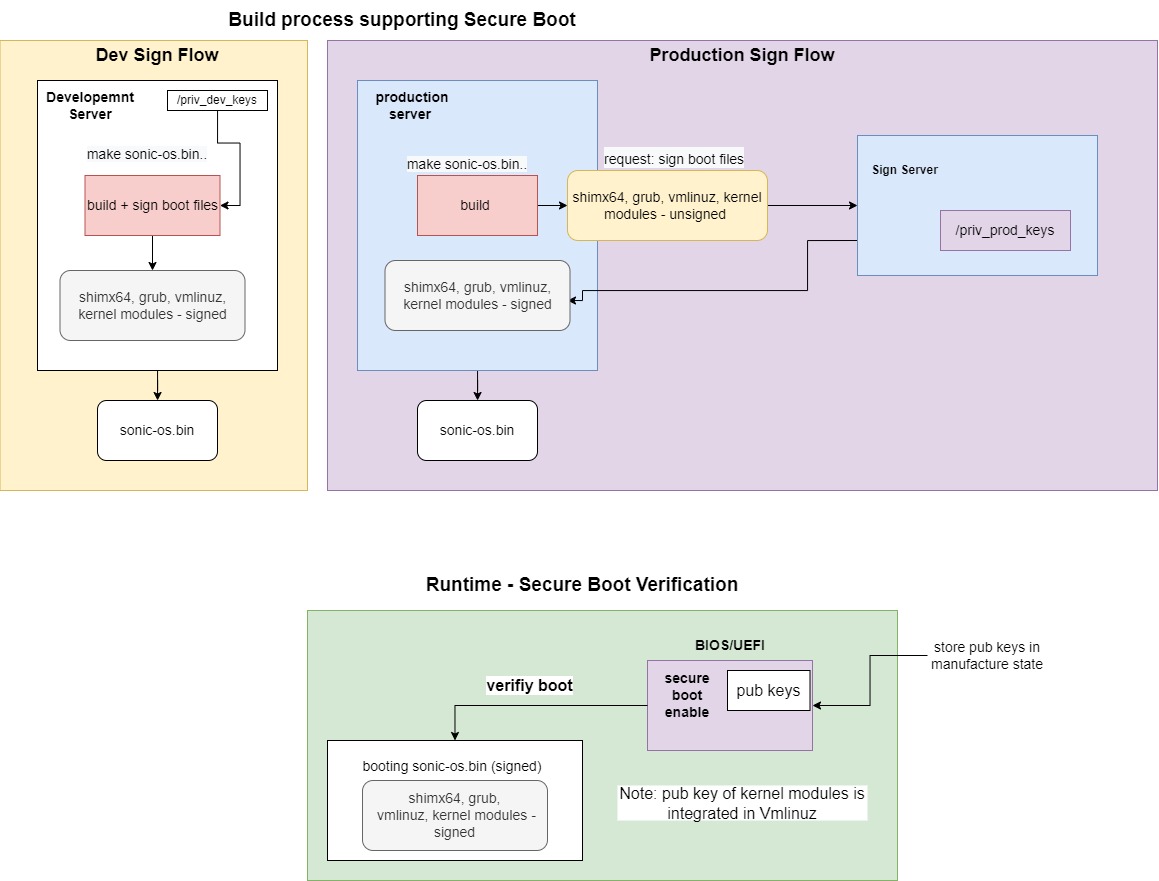 Build process supporting Secure Boot
Dev Sign Flow
Developemnt
Server
/priv_dev_keys
make sonic-os.bin..
build + sign boot files
shimx64, grub, vmlinuz,
kernel modules - signed
sonic-os.bin
Production Sign Flow
production
server
make sonic-os.bin..
build
request: sign boot files
shimx64, grub, vmlinuz, kernel
modules - unsigned
Sign Server
/priv_prod_keys
shimx64, grub, vmlinuz,
kernel modules - signed
sonic-os.bin
Runtime - Secure Boot Verification
BIOS/UEFI
secure
boot
enable
pub keys
store pub keys in
manufacture state
verifiy boot
booting sonic-os.bin (signed)
shimx64, grub,
vmlinuz, kernel modules -
signed
Note: pub key of kernel modules is
integrated in Vmlinuz